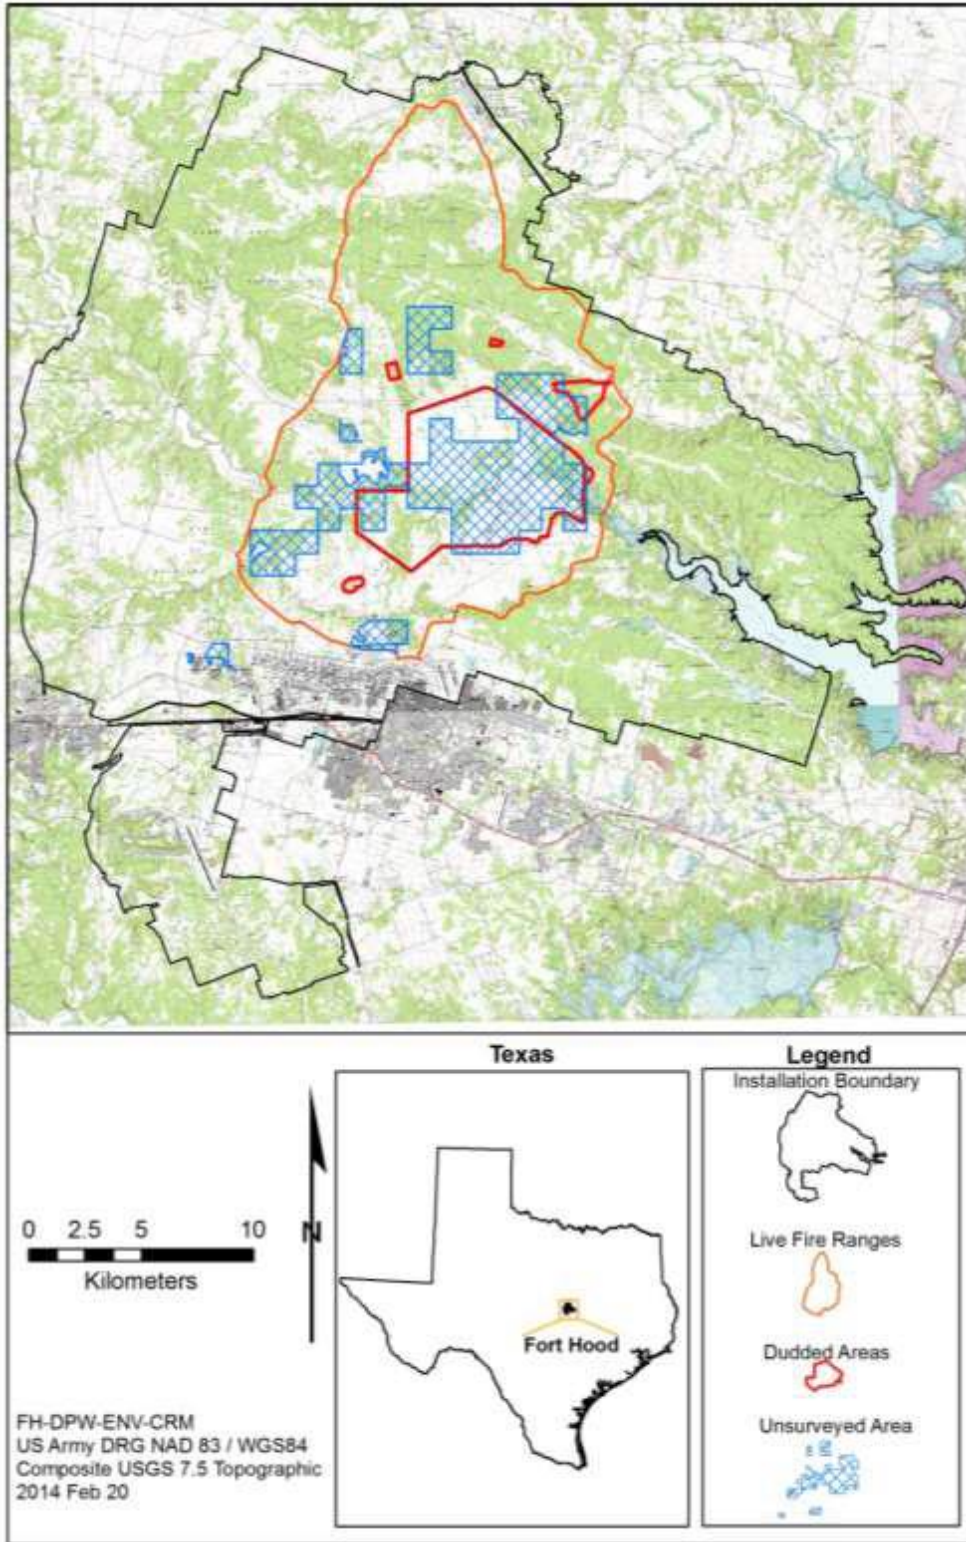 Texas
Fort Hood
Legend
Installation Boundary
Live Fire Ranges
Dudded Areas
Unsurveyed Area
0 2.5 5 10
Kilometers
N
FH-DPW-ENV-CRM
US Army DRG NAD 83 / WGS84
Composite USGS 7.5 Topographic
2014 Feb 20